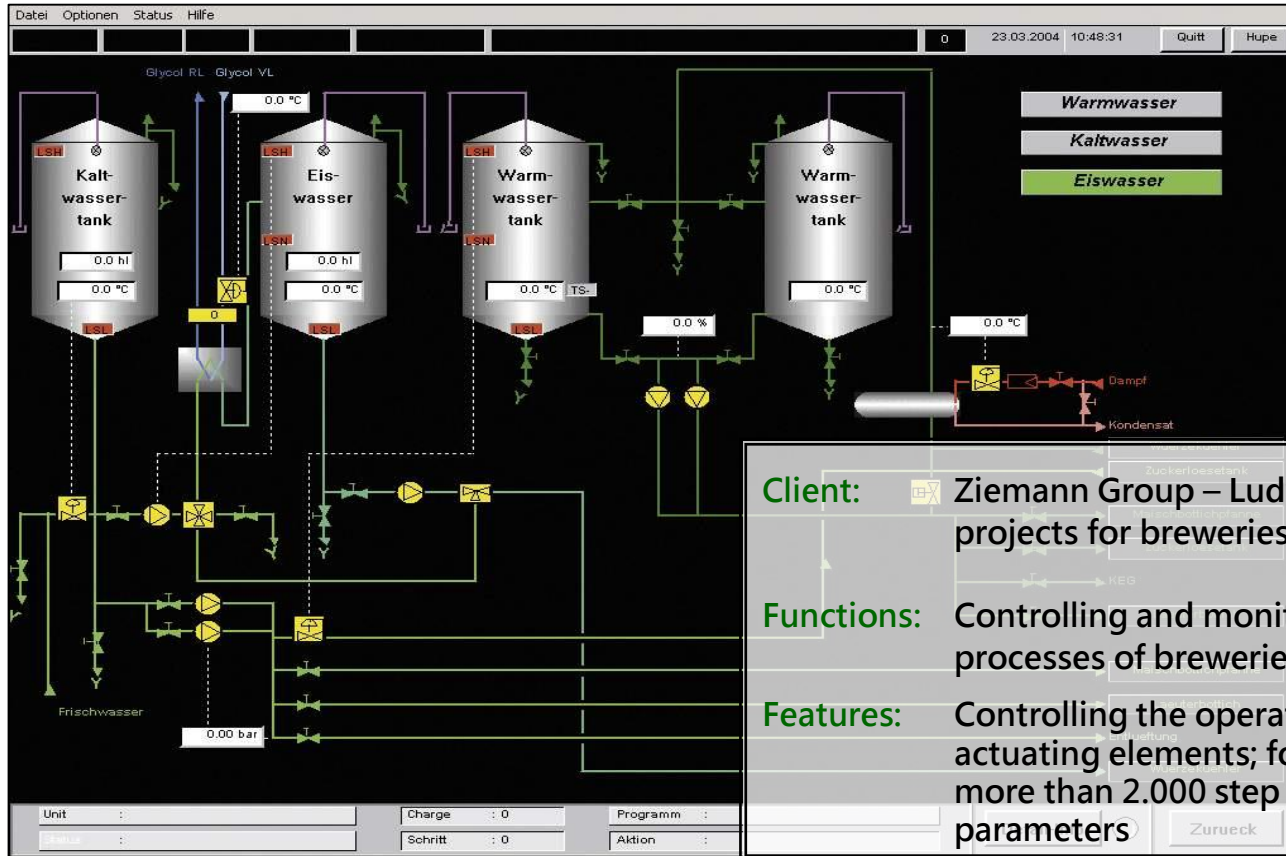 Datei Optionen Status Hilfe
0 23.03.2004 10:48:31 Quitt Hupe
Glycol RL Glycol VL
0.0 °C
Warmwasser
Kaltwasser
Eiswasser
LSH
Kalt-
wasser-
tank
0.0 hl
0.0 °C
LSL
0
LSH
Eis-
wasser
LSN
0.0 hl
0.0 °C
LSL
LSH
Warm-
wasser-
tank
LSN
0.0 °C TS-
LSL
Warm-
wasser-
tank
0.0 °C
0.0 %
0.0 °C
Dampf
Kondensat
Zuckerloesetank
KEG
Entlueftung
Frischwasser
0.00 bar
Client: Ziemann Group – Lud
projects for breweries
Functions: Controlling and moni
processes of brewerie
Features: Controlling the operat
actuating elements; fo
more than 2.000 step
parameters
Unit : Charge : 0 Programm :
Status : Schritt : 0 Aktion :
Zurueck